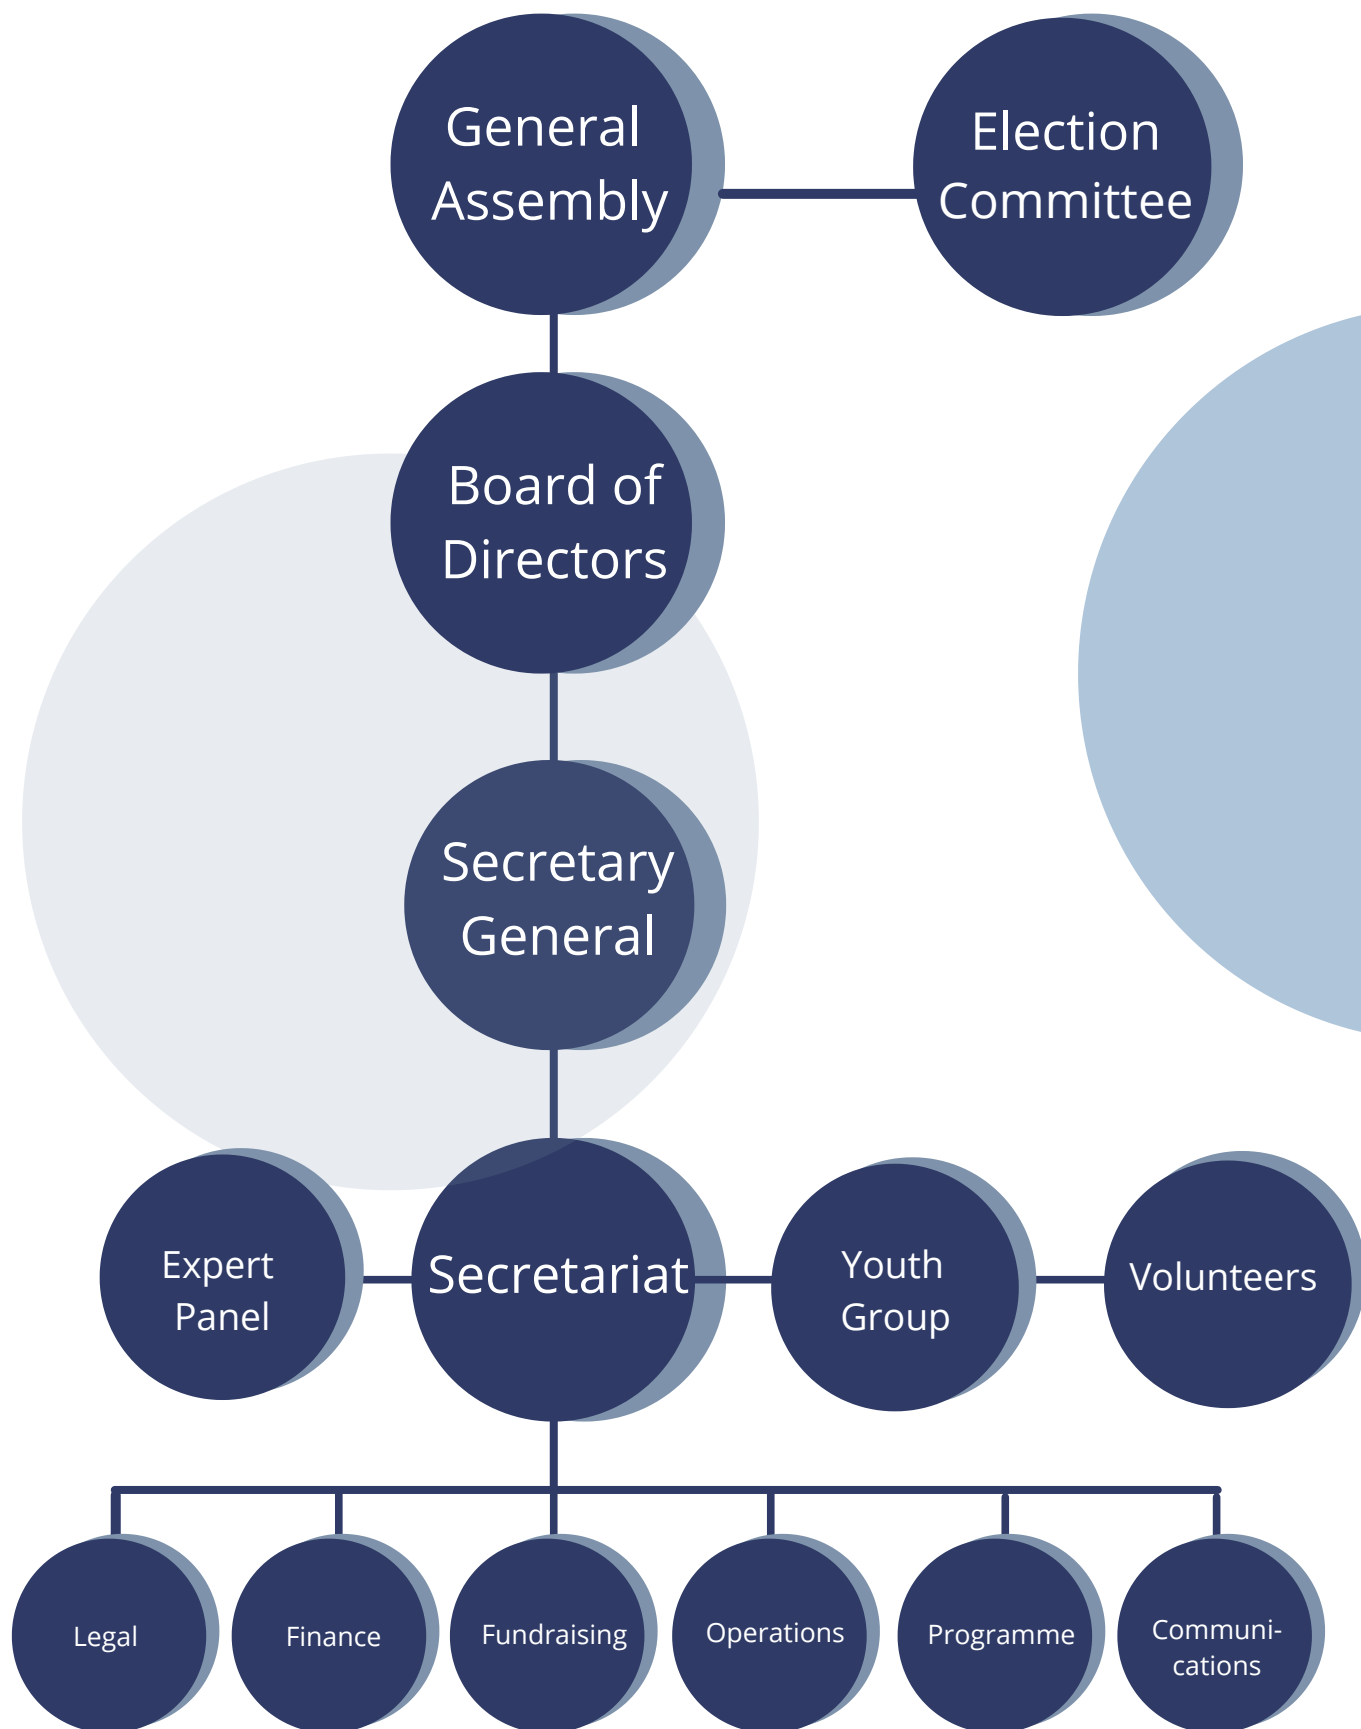 General
Assembly
Election
Committee
Board of
Directors
Secretary
General
Expert
Panel
Secretariat
Youth
Group
Volunteers
Legal
Finance
Fundraising
Operations
Programme
Communi-
cations